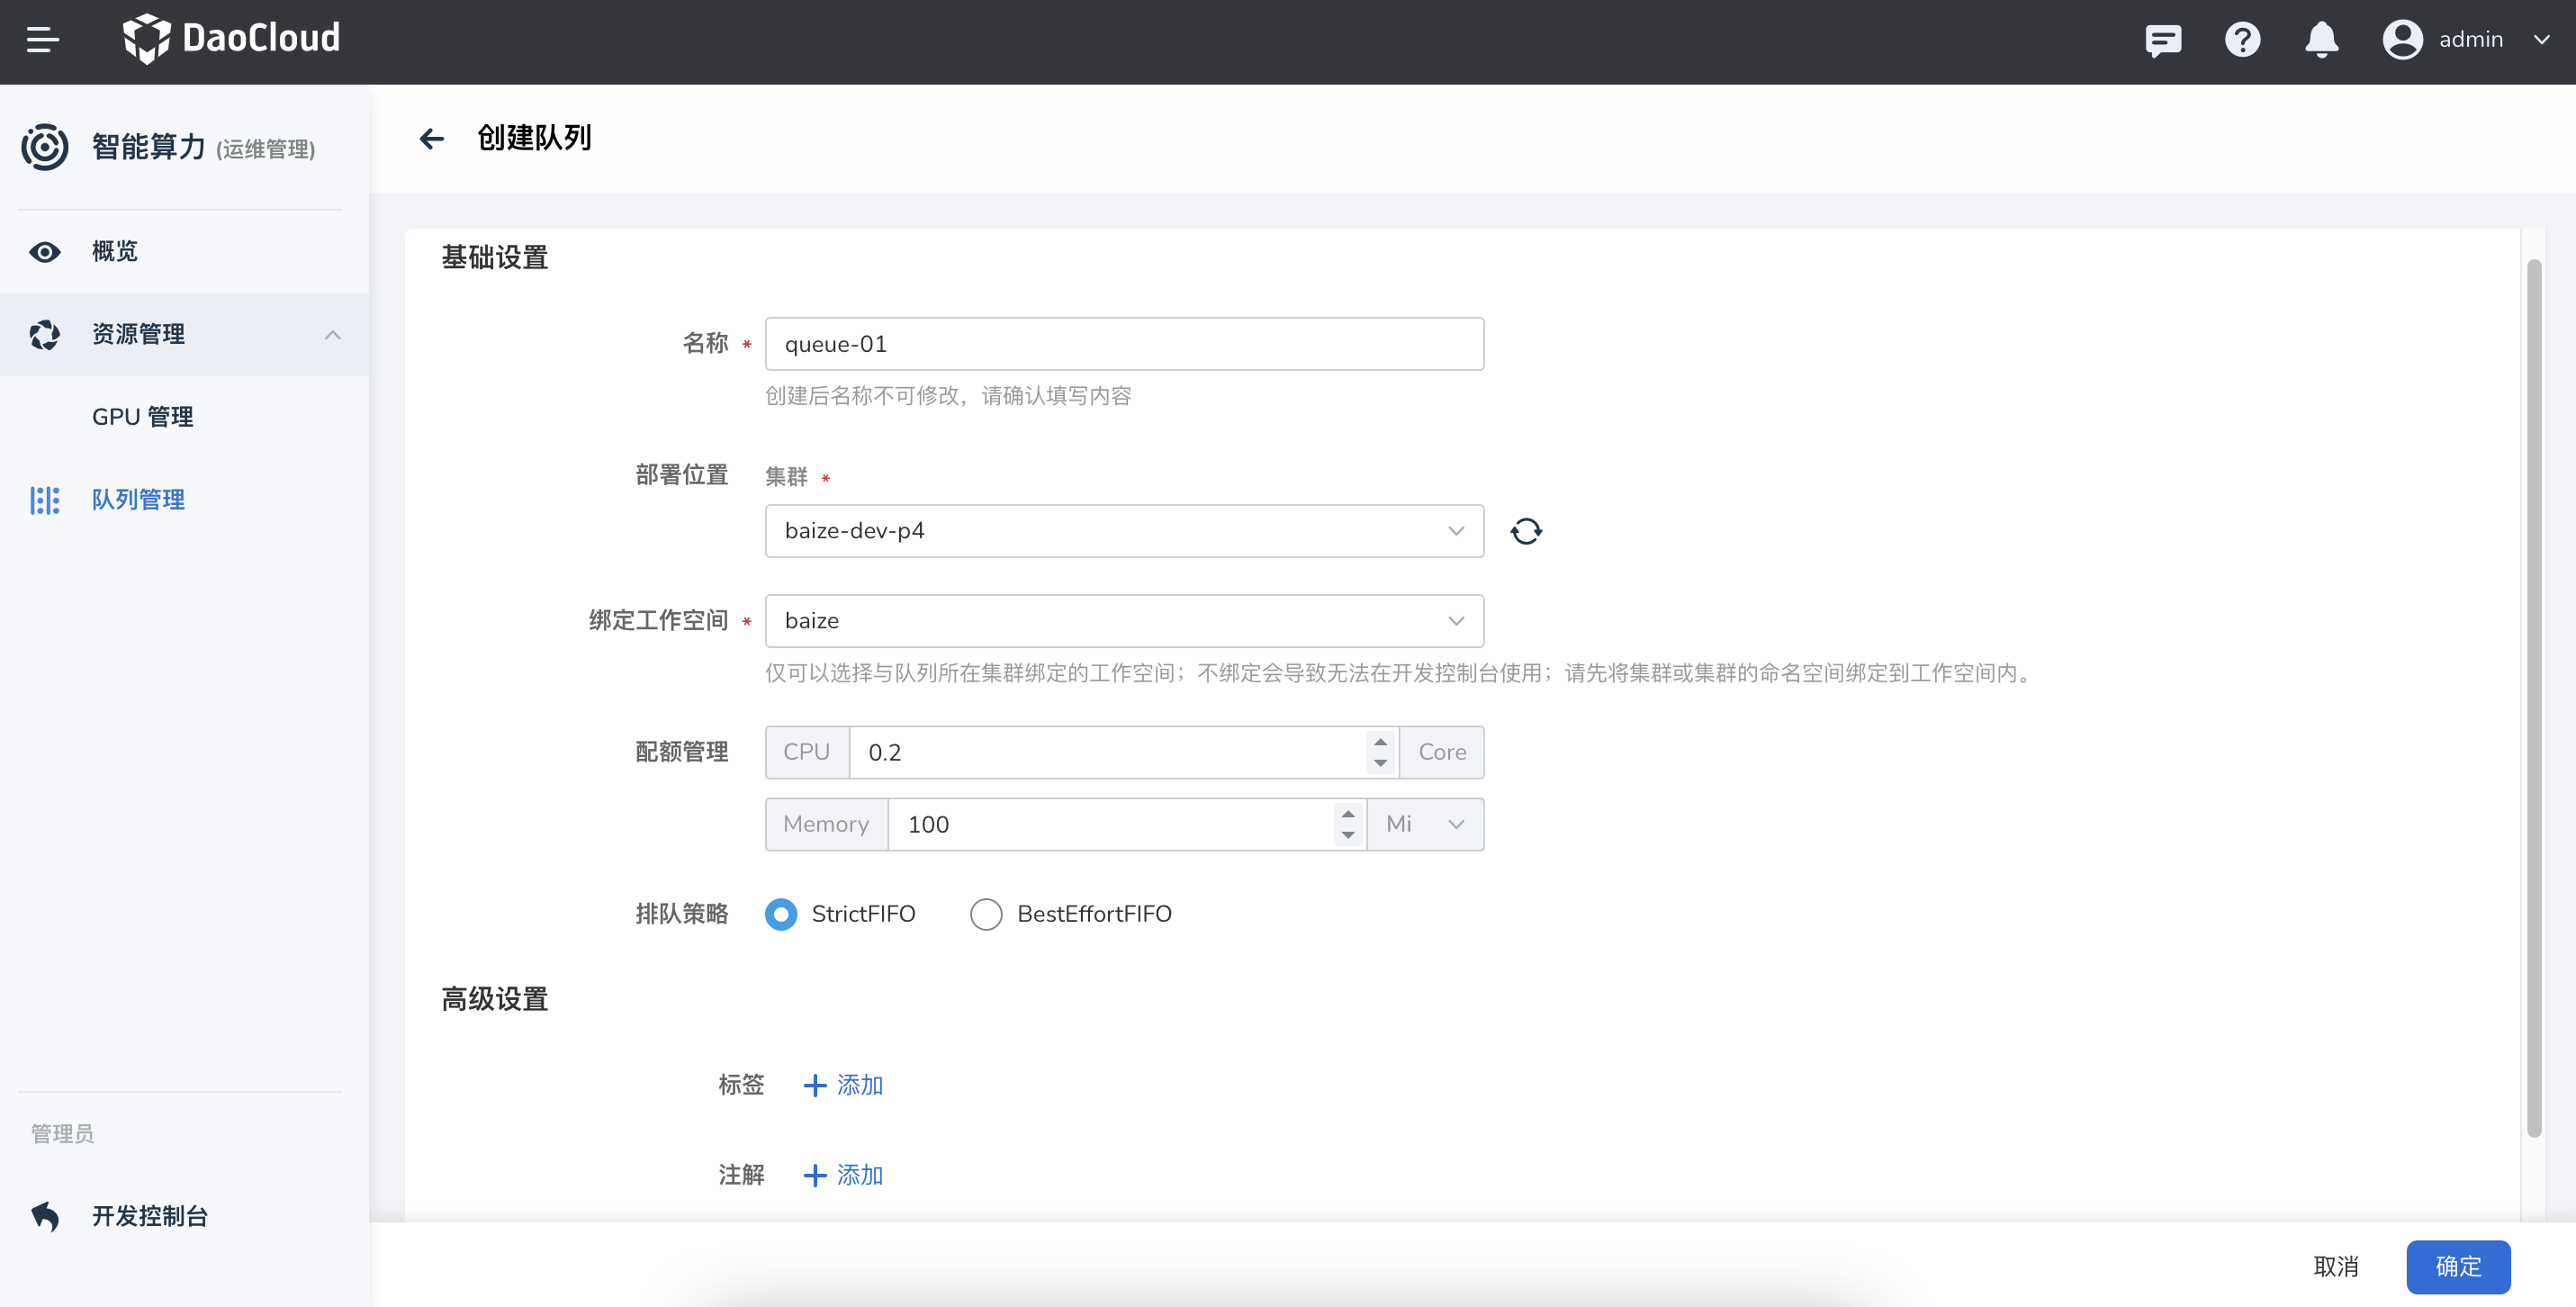 DaoCloud
admin
智能算力 (运维管理)
概览
资源管理
GPU 管理
队列管理
管理员
开发控制台
创建队列
基础设置
名称 *
queue-01
创建后名称不可修改，请确认填写内容
部署位置
集群 *
baize-dev-p4
绑定工作空间 *
baize
仅可以选择与队列所在集群绑定的工作空间；不绑定会导致无法在开发控制台使用；请先将集群或集群的命名空间绑定到工作空间内。
配额管理
CPU 0.2 Core
Memory 100 Mi
排队策略 StrictFIFO BestEffortFIFO
高级设置
标签 + 添加
注解 + 添加
取消 确定